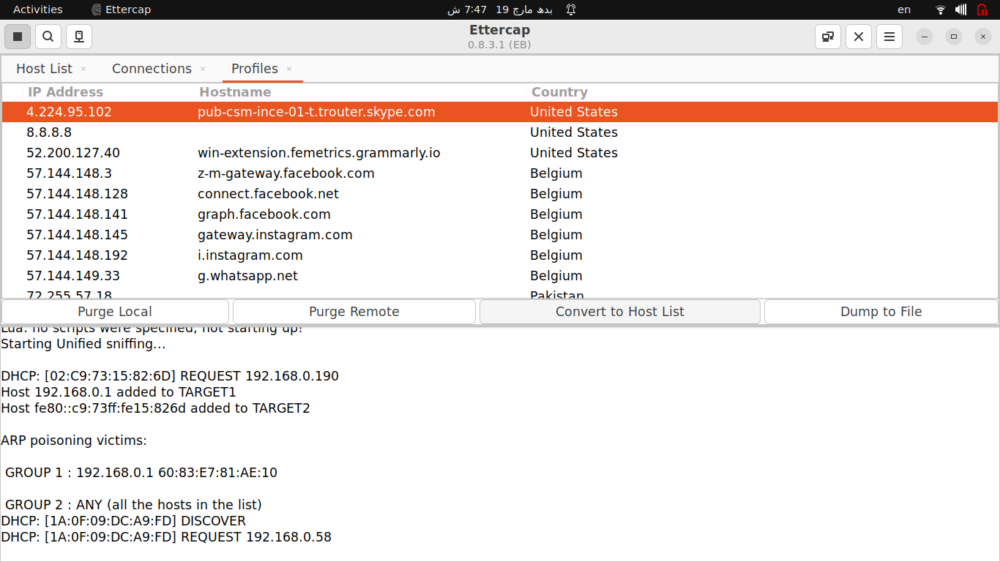 Activities Ettercap بدھ مارچ 19 7:47 ش en
Ettercap
0.8.3.1 (EB)
Host List × Connections × Profiles ×
IP Address Hostname Country
4.224.95.102 pub-csm-ince-01-t.trouter.skype.com United States
8.8.8.8 United States
52.200.127.40 win-extension.femetrics.grammarly.io United States
57.144.148.3 z-m-gateway.facebook.com Belgium
57.144.148.128 connect.facebook.net Belgium
57.144.148.141 graph.facebook.com Belgium
57.144.148.145 gateway.instagram.com Belgium
57.144.148.192 i.instagram.com Belgium
57.144.149.33 g.whatsapp.net Belgium
72.255.57.18 Pakistan
Purge Local Purge Remote Convert to Host List Dump to File
Lua: no scripts were specified, not starting up!
Starting Unified sniffing...
DHCP: [02:C9:73:15:82:6D] REQUEST 192.168.0.190
Host 192.168.0.1 added to TARGET1
Host fe80::c9:73ff:fe15:826d added to TARGET2
ARP poisoning victims:
GROUP 1 : 192.168.0.1 60:83:E7:81:AE:10
GROUP 2 : ANY (all the hosts in the list)
DHCP: [1A:0F:09:DC:A9:FD] DISCOVER
DHCP: [1A:0F:09:DC:A9:FD] REQUEST 192.168.0.58